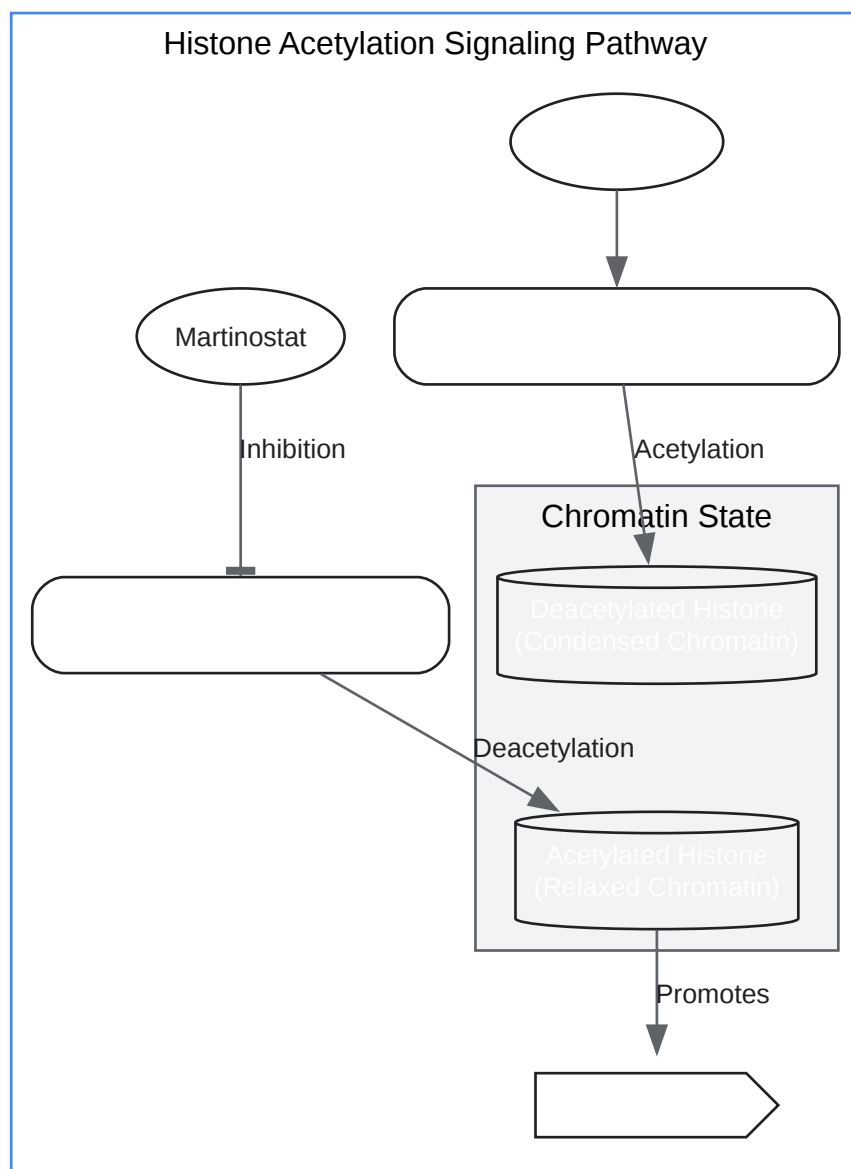 Histone Acetylation Signaling Pathway
Martinostat
Inhibition
Acetylation
Chromatin State
Deacetylated Histone
(Condensed Chromatin)
Deacetylation
Acetylated Histone
(Relaxed Chromatin)
Promotes